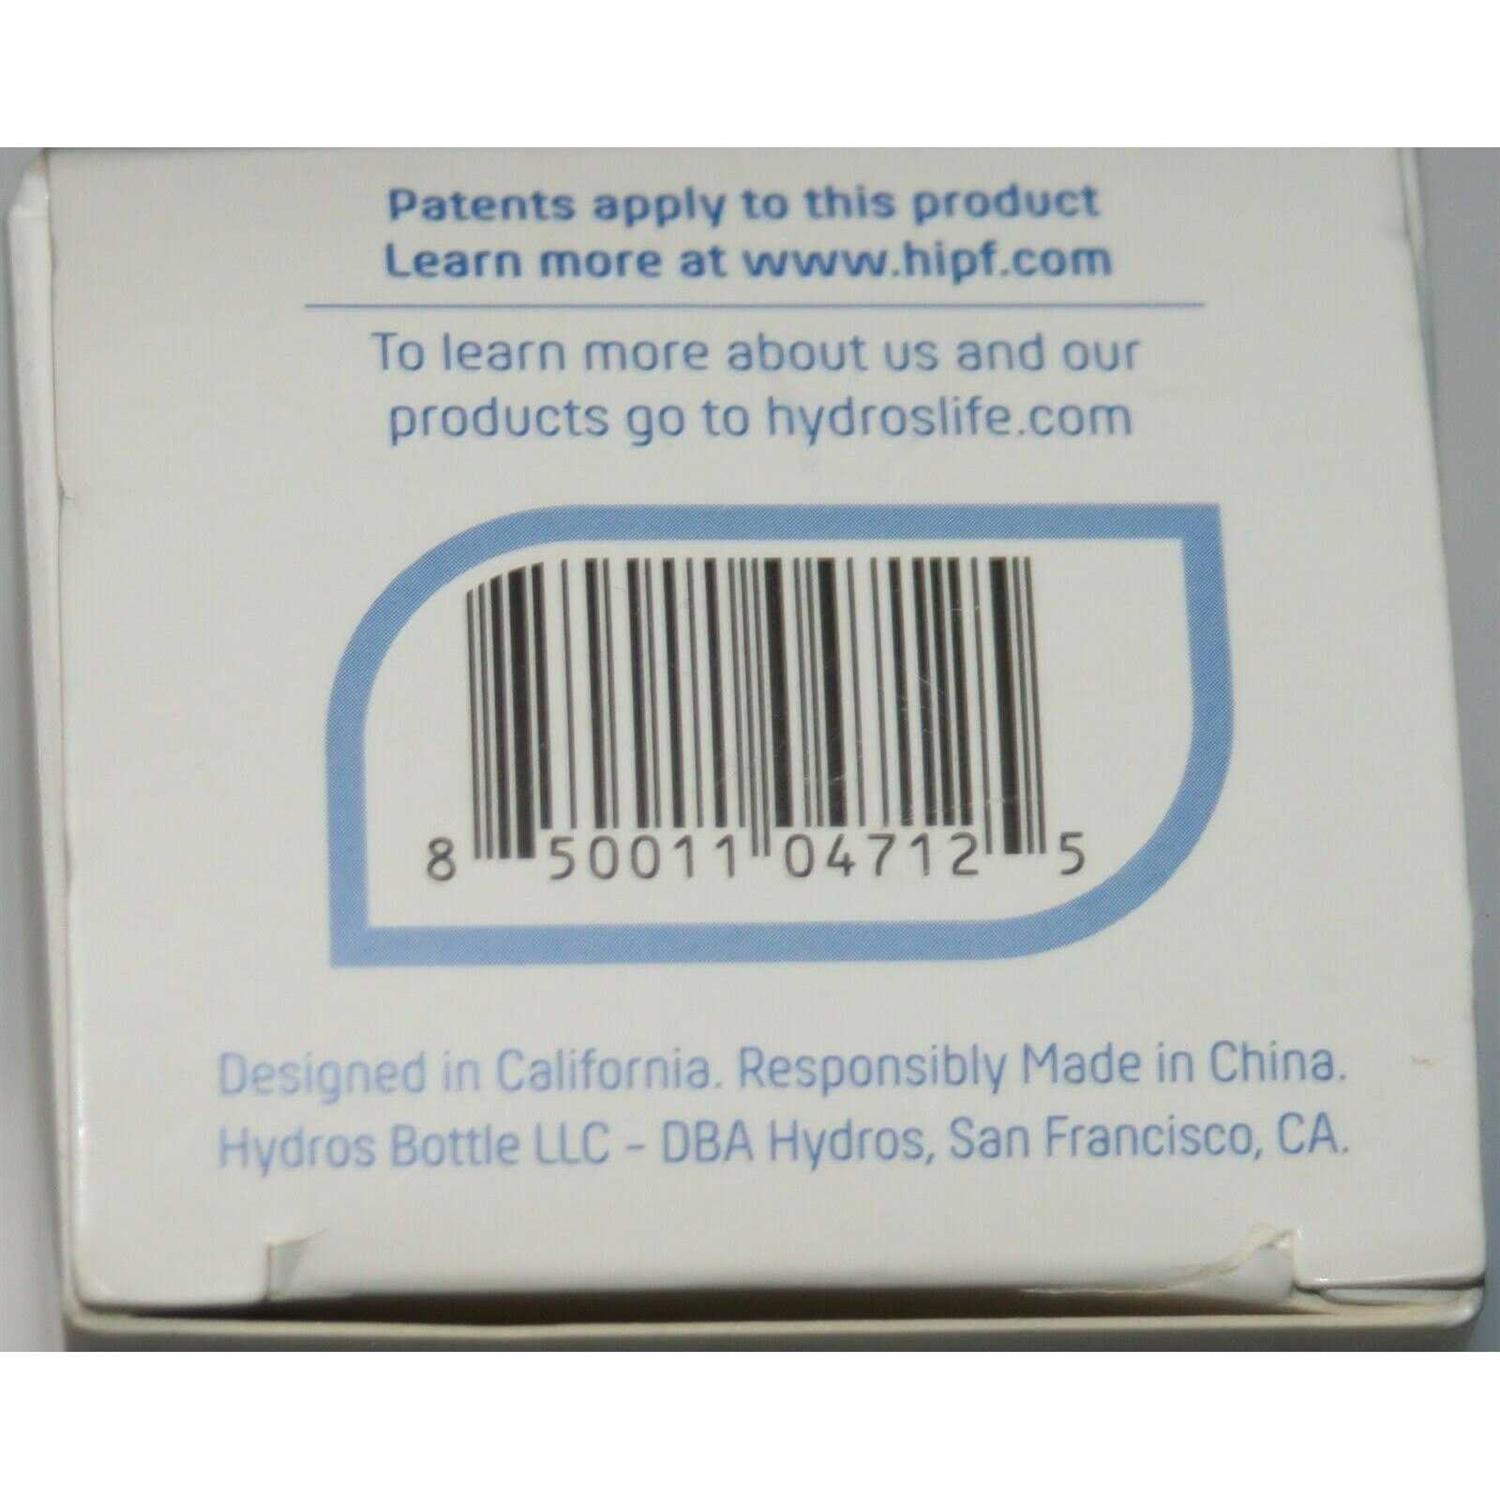 Patents apply to this product
Learn more at www.hipf.com
To learn more about us and our
products go to hydroslife.com
8 50011 04712 5
Designed in California. Responsibly Made in China.
Hydros Bottle LLC - DBA Hydros, San Francisco, CA.